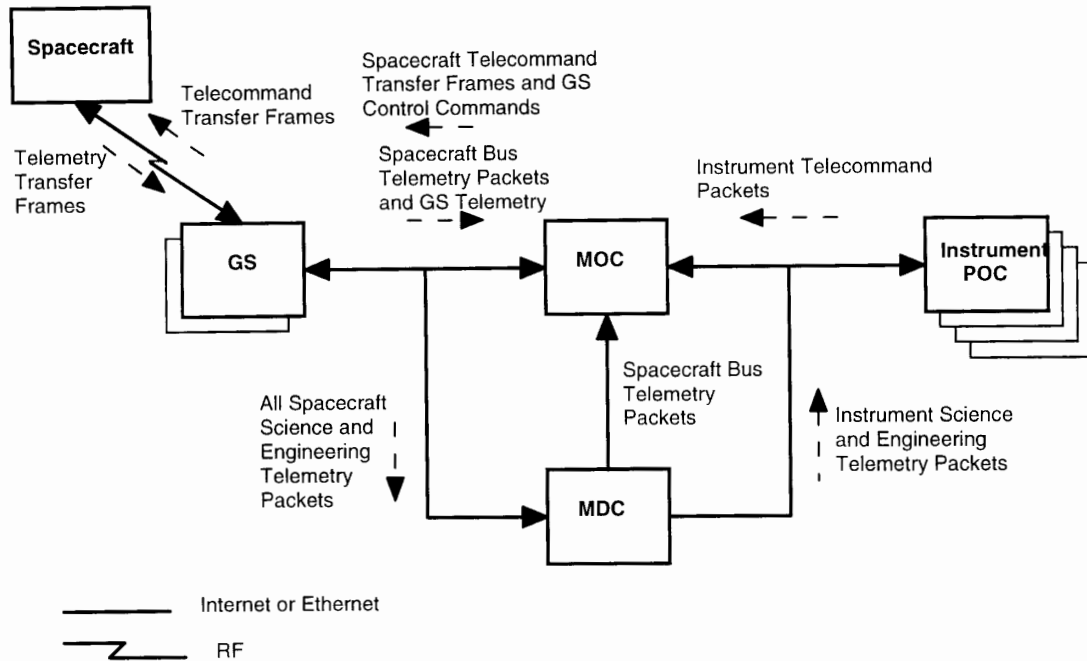 Spacecraft
Telecommand
Transfer Frames
Telemetry
Transfer
Frames
Spacecraft Telecommand
Transfer Frames and GS
Control Commands
Spacecraft Bus
Telemetry Packets
and GS Telemetry
Instrument Telecommand
Packets
GS
MOC
Instrument
POC
All Spacecraft
Science and
Engineering
Telemetry
Packets
Spacecraft Bus
Telemetry
Packets
Instrument Science
and Engineering
Telemetry Packets
MDC
Internet or Ethernet
RF